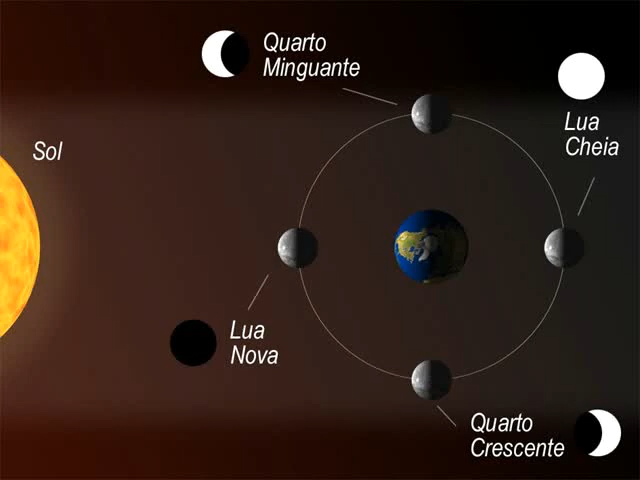 Quarto
Minguante
Lua
Cheia
Sol
Lua
Nova
Quarto
Crescente